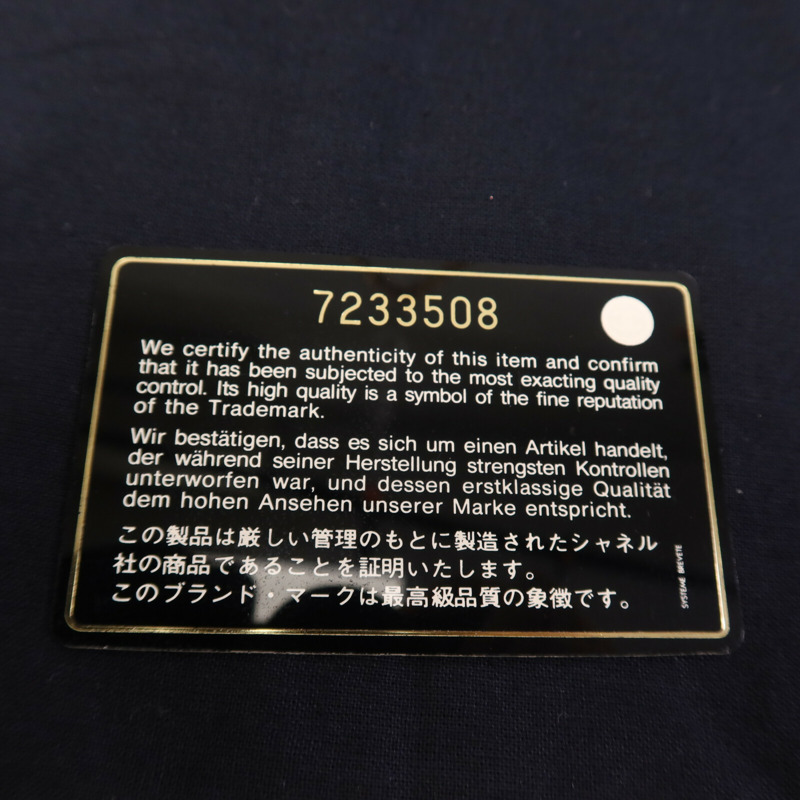 7233508
We certify the authenticity of this item and confirm
that it has been subjected to the most exacting quality
control. Its high quality is a symbol of the fine reputation
of the Trademark.
Wir bestätigen, dass es sich um einen Artikel handelt,
der während seiner Herstellung strengsten Kontrollen
unterworfen war, und dessen erstklassige Qualität
dem hohen Ansehen unserer Marke entspricht.
この製品は厳しい管理のもとに製造されたシャネル
社の商品であることを証明いたします。
このブランド・マークは最高級品質の象徴です。
SYSTEME BREVETE